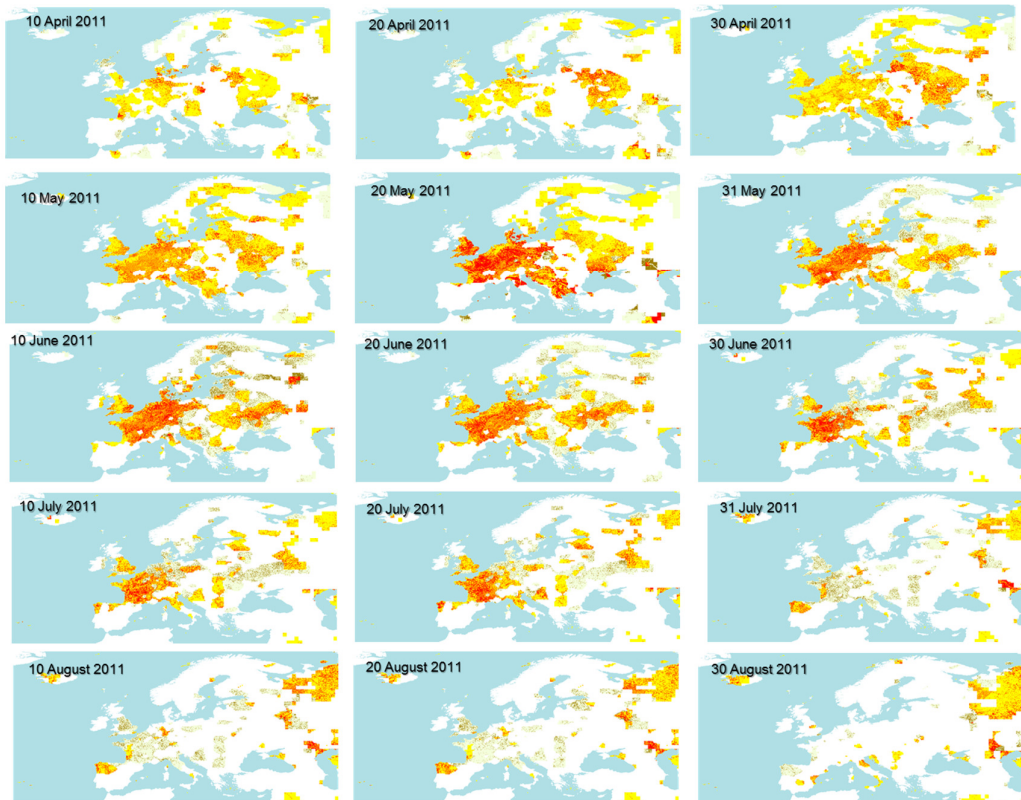 10 April 2011
20 April 2011
30 April 2011
10 May 2011
20 May 2011
31 May 2011
10 June 2011
20 June 2011
30 June 2011
10 July 2011
20 July 2011
31 July 2011
10 August 2011
20 August 2011
30 August 2011